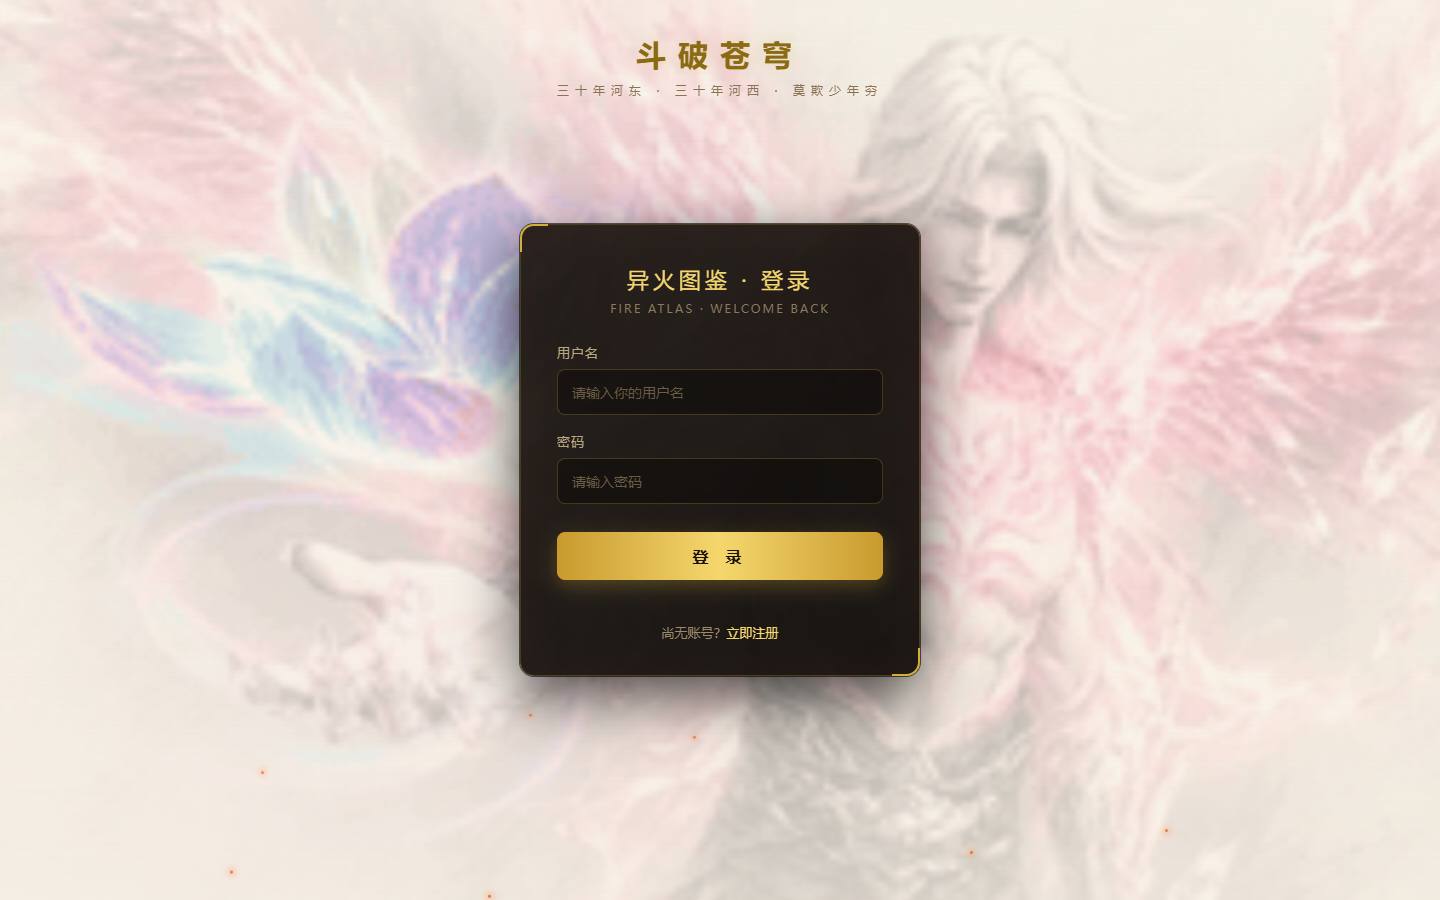 斗破苍穹
三十年河东 · 三十年河西 · 莫欺少年穷
异火图鉴 · 登录
FIRE ATLAS · WELCOME BACK
用户名
请输入你的用户名
密码
请输入密码
登 录
尚无账号? 立即注册